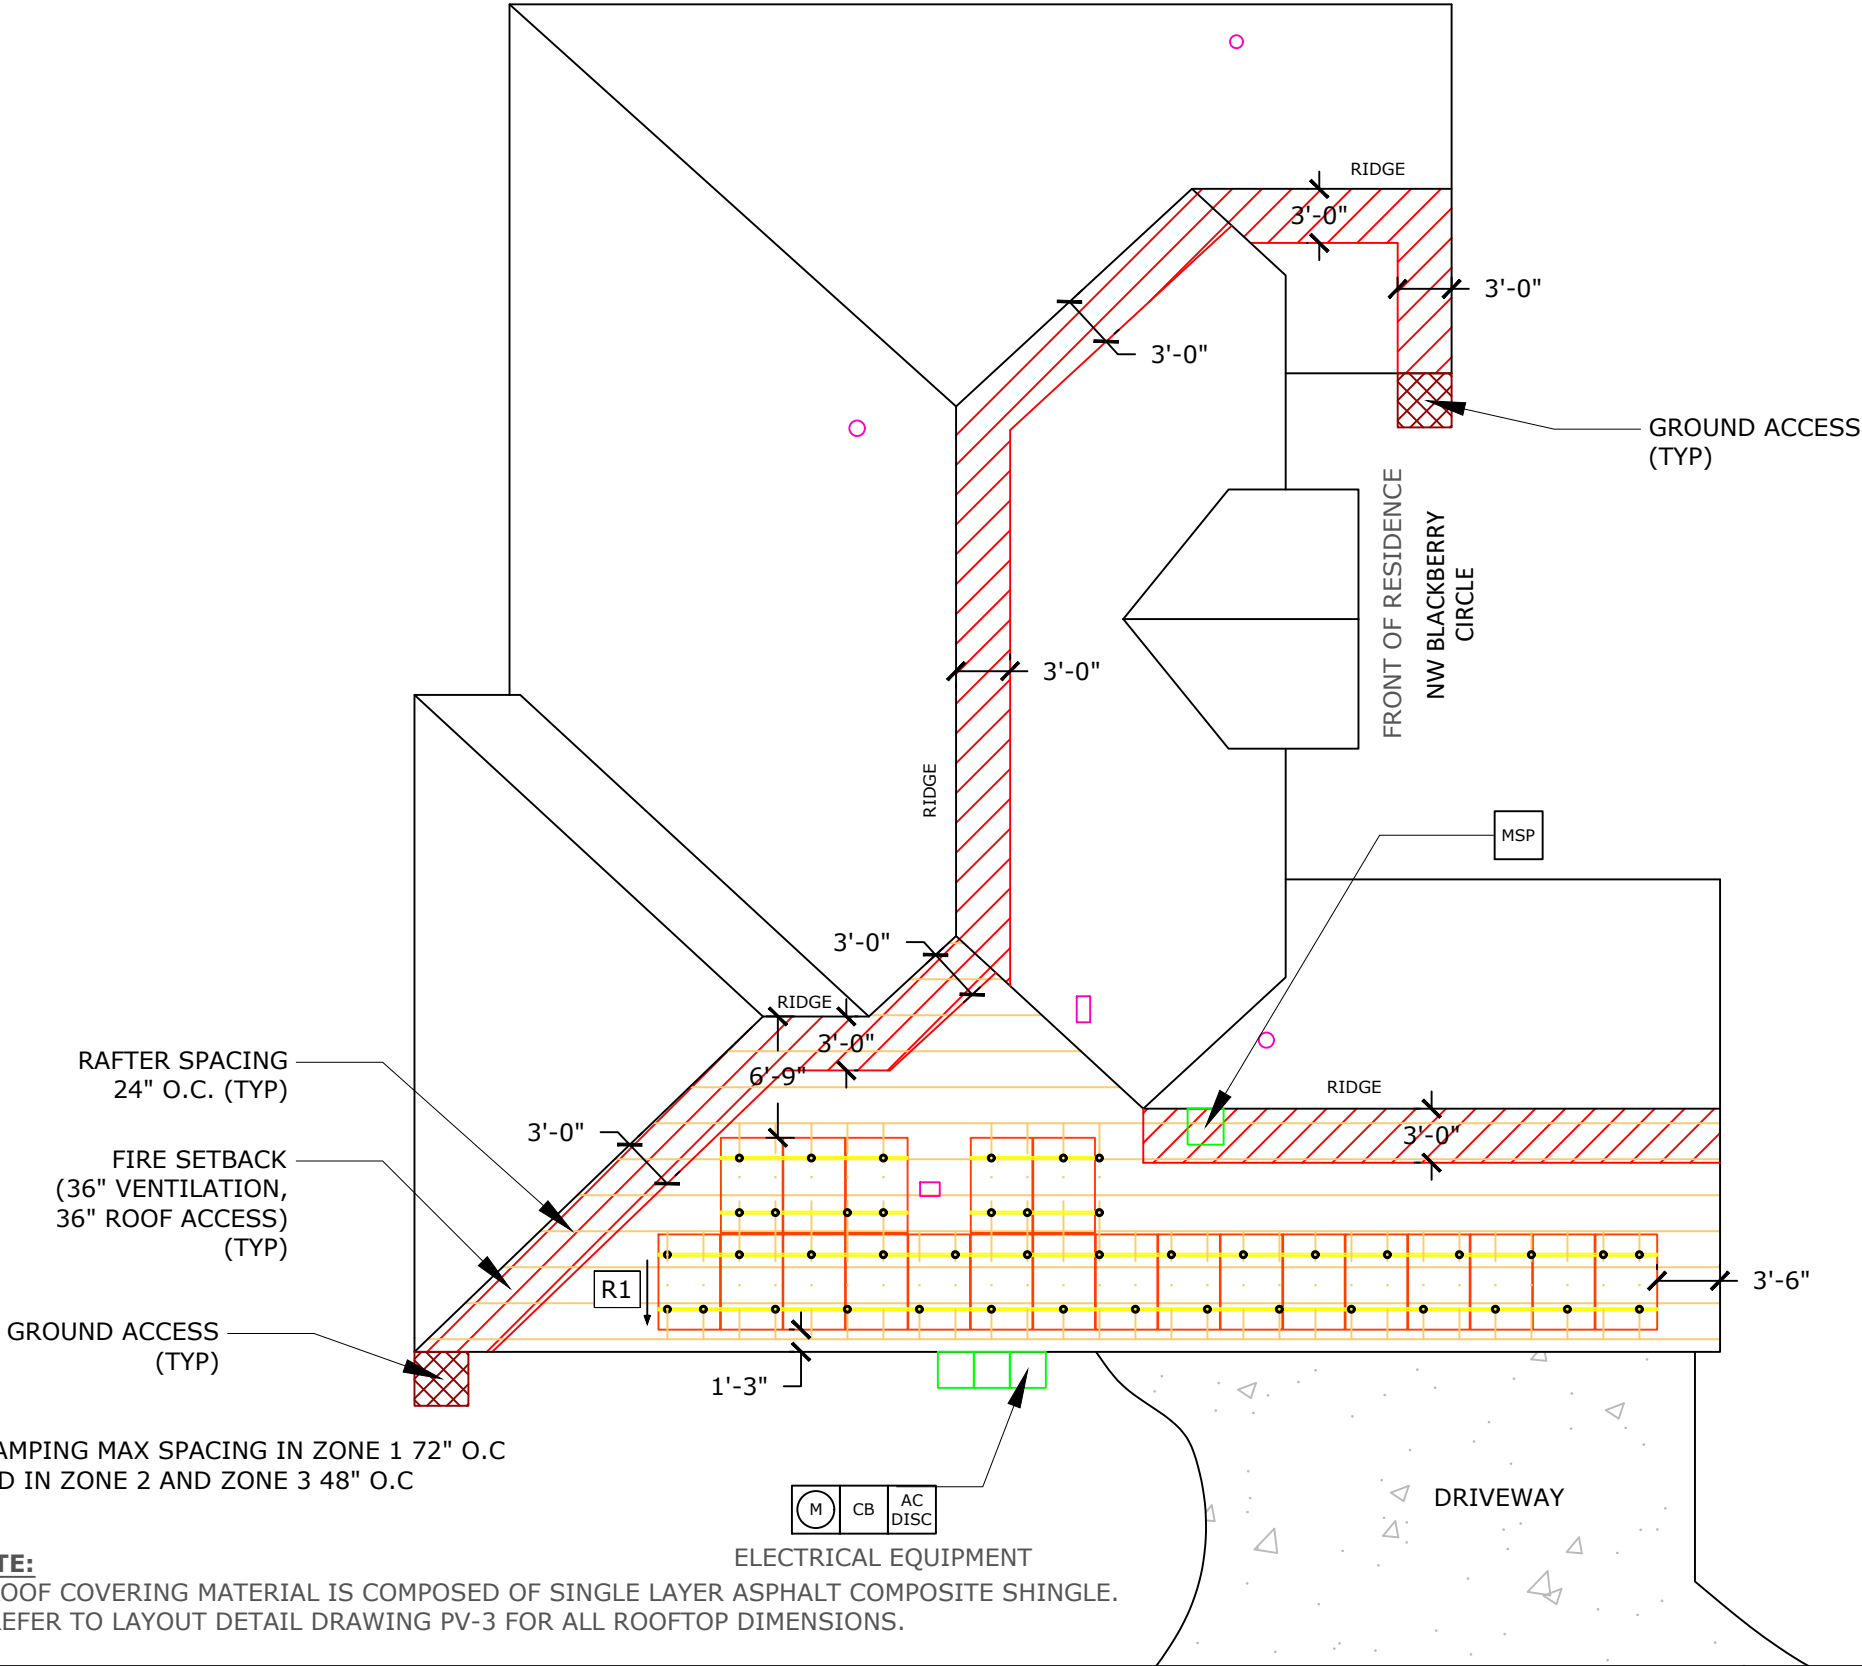 RIDGE
3'-0"
3'-0"
3'-0"
GROUND ACCESS
(TYP)
FRONT OF RESIDENCE
NW BLACKBERRY
CIRCLE
3'-0"
RIDGE
MSP
3'-0"
RIDGE
3'-0"
6'-9"
RAFTER SPACING
24" O.C. (TYP)
RIDGE
3'-0"
3'-0"
FIRE SETBACK
(36" VENTILATION,
36" ROOF ACCESS)
(TYP)
R1
3'-6"
GROUND ACCESS
(TYP)
1'-3"
AMPING MAX SPACING IN ZONE 1 72" O.C
D IN ZONE 2 AND ZONE 3 48" O.C
M
CB
AC
DISC
ELECTRICAL EQUIPMENT
DRIVEWAY
TE:
OOF COVERING MATERIAL IS COMPOSED OF SINGLE LAYER ASPHALT COMPOSITE SHINGLE.
EFER TO LAYOUT DETAIL DRAWING PV-3 FOR ALL ROOFTOP DIMENSIONS.